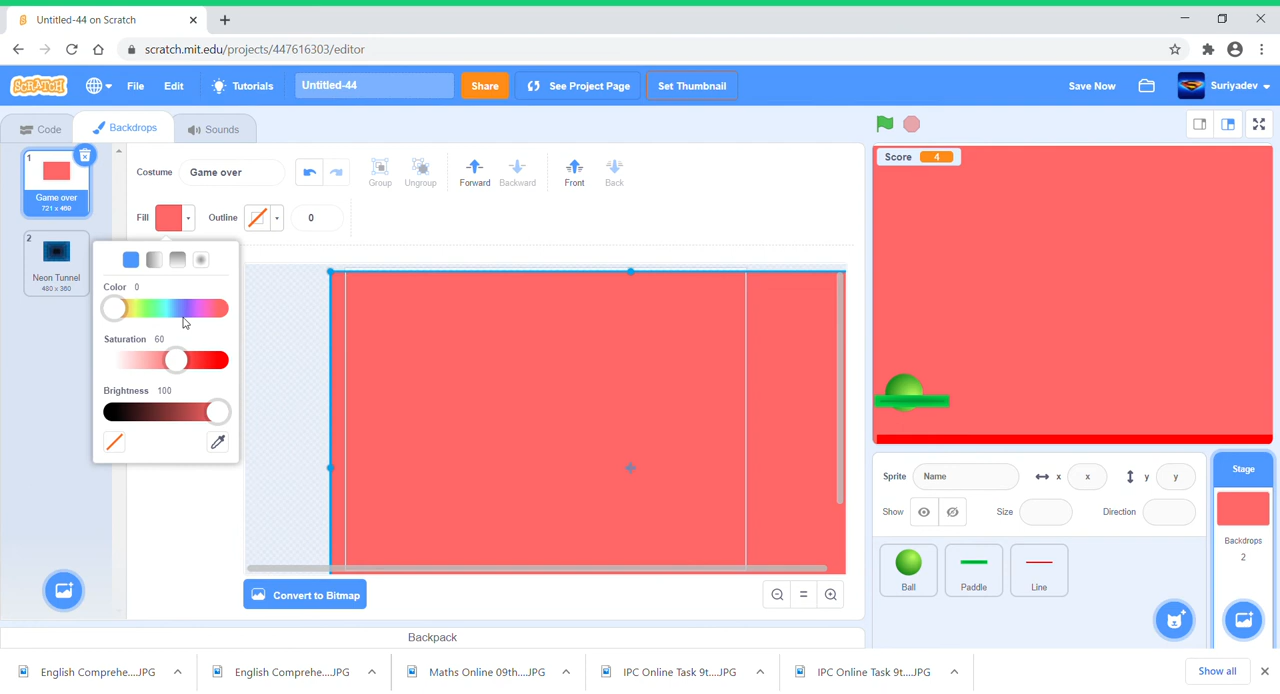 Untitled-44 on Scratch
scratch.mit.edu/projects/447616303/editor
SCRATCH File Edit Tutorials Untitled-44 Share See Project Page Set Thumbnail Save Now Suriyadev
Code Backdrops Sounds
1
Game over
721 x 469
2
Neon Tunnel
480 x 360
Costume Game over Group Ungroup Forward Backward Front Back
Fill Outline 0
Color 0
Saturation 60
Brightness 100
Convert to Bitmap
Score 4
Sprite Name x x y y
Show Size Direction
Ball Paddle Line
Stage
Backdrops
2
Backpack
English Comprehe....JPG English Comprehe....JPG Maths Online 09th....JPG IPC Online Task 9t....JPG IPC Online Task 9t....JPG Show all